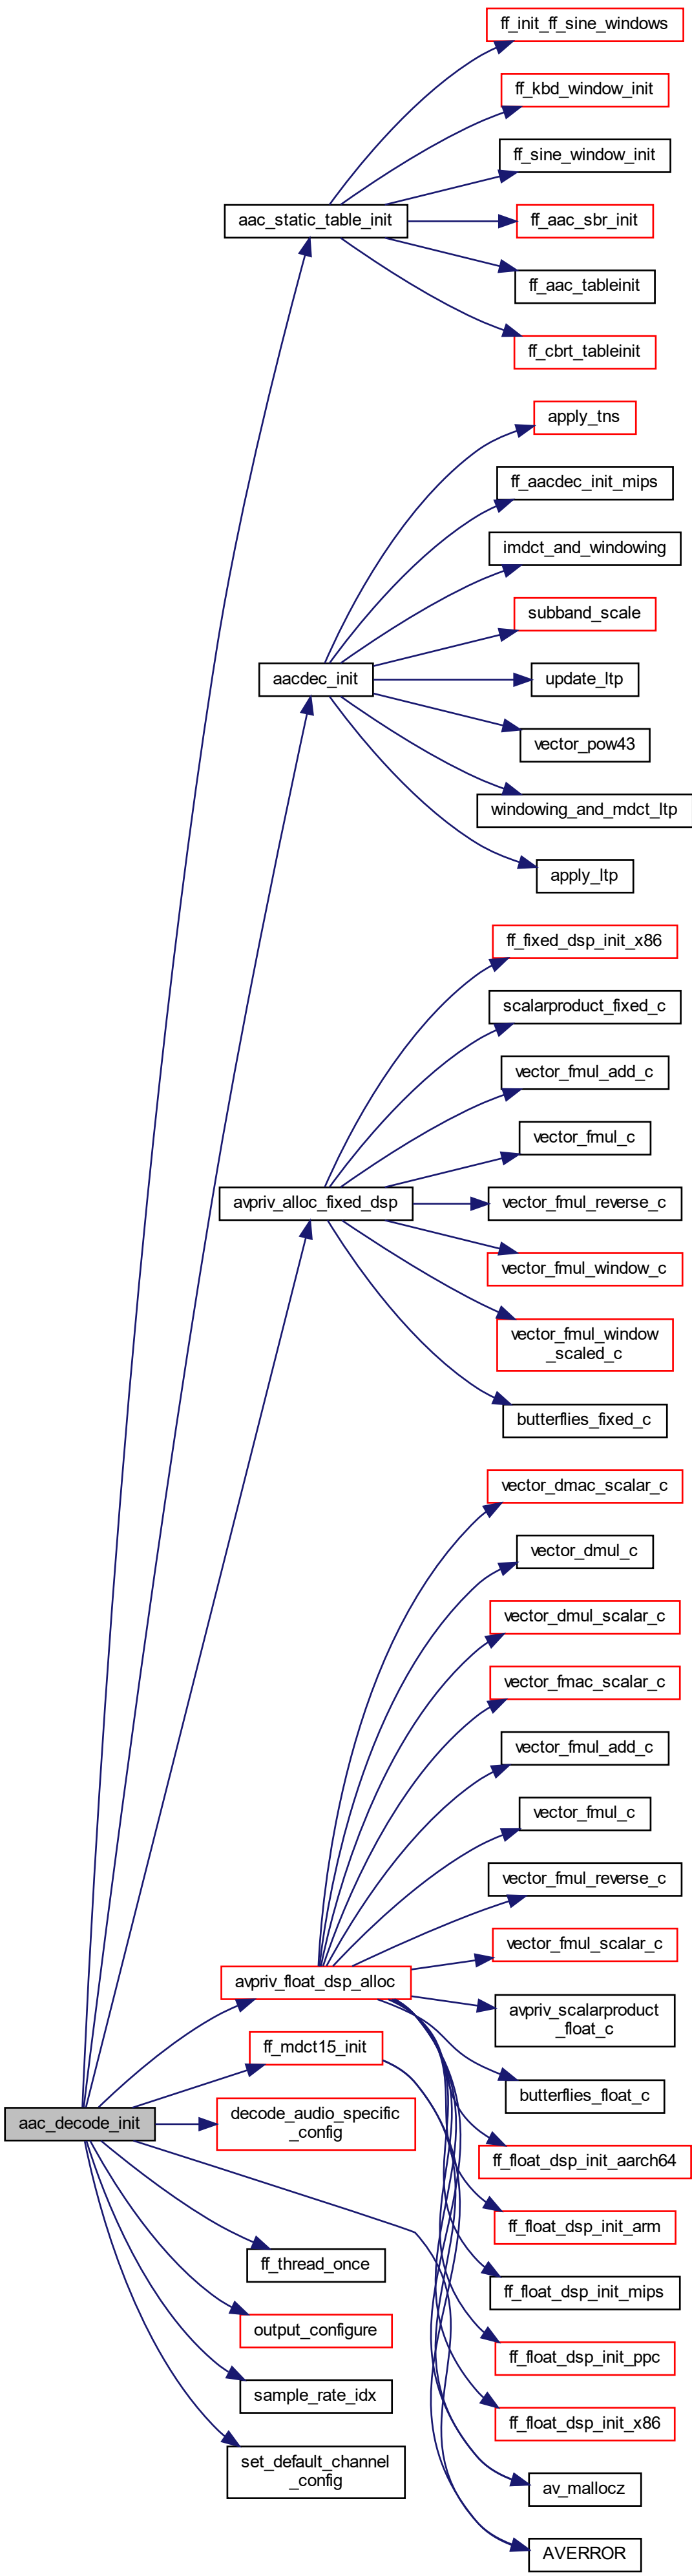 ff_init_ff_sine_windows
ff_kbd_window_init
ff_sine_window_init
aac_static_table_init
ff_aac_sbr_init
ff_aac_tableinit
ff_cbrt_tableinit
apply_tns
ff_aacdec_init_mips
imdct_and_windowing
subband_scale
aacdec_init
update_ltp
vector_pow43
windowing_and_mdct_ltp
apply_ltp
ff_fixed_dsp_init_x86
scalarproduct_fixed_c
vector_fmul_add_c
vector_fmul_c
avpriv_alloc_fixed_dsp
vector_fmul_reverse_c
vector_fmul_window_c
vector_fmul_window
_scaled_c
butterflies_fixed_c
vector_dmac_scalar_c
vector_dmul_c
vector_dmul_scalar_c
vector_fmac_scalar_c
vector_fmul_add_c
vector_fmul_c
vector_fmul_reverse_c
vector_fmul_scalar_c
avpriv_float_dsp_alloc
avpriv_scalarproduct
_float_c
ff_mdct15_init
butterflies_float_c
aac_decode_init
decode_audio_specific
_config
ff_float_dsp_init_aarch64
ff_float_dsp_init_arm
ff_thread_once
ff_float_dsp_init_mips
output_configure
ff_float_dsp_init_ppc
sample_rate_idx
ff_float_dsp_init_x86
set_default_channel
_config
av_mallocz
AVERROR